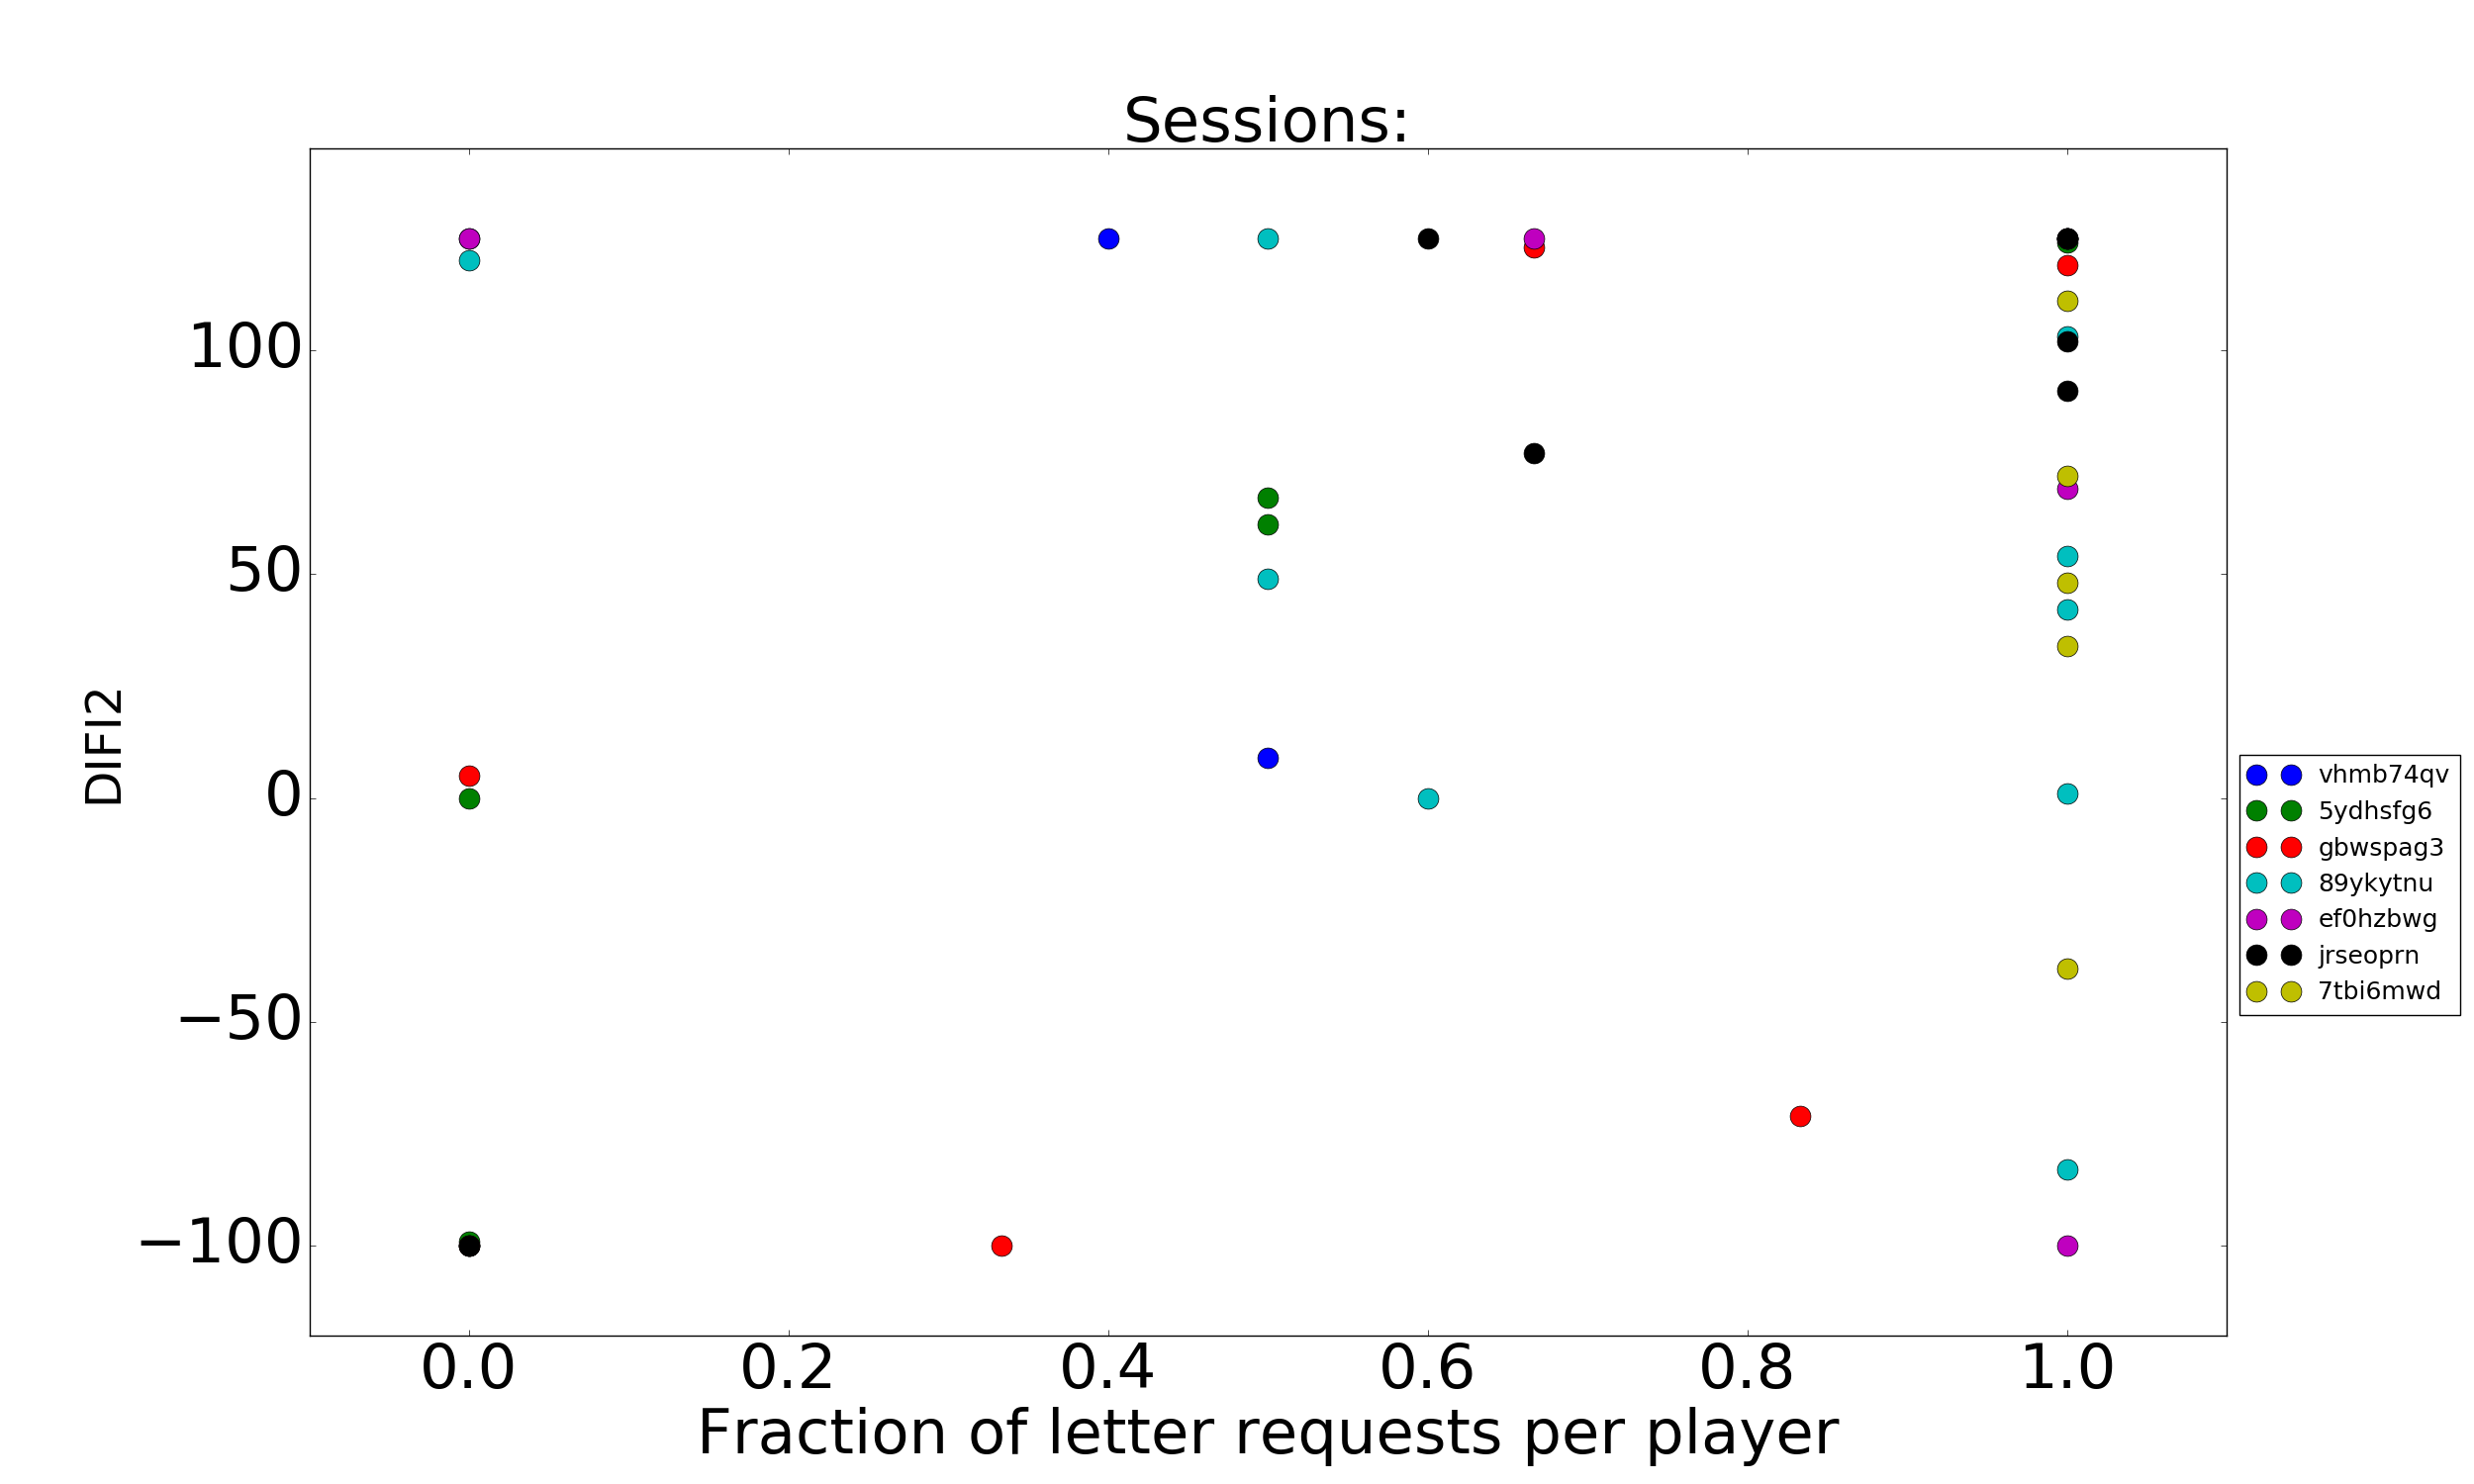 Sessions:
100
50
0
−50
−100
DIFI2
0.0 0.2 0.4 0.6 0.8 1.0
Fraction of letter requests per player
vhmb74qv
5ydhsfg6
gbwspag3
89ykytnu
ef0hzbwg
jrseoprn
7tbi6mwd